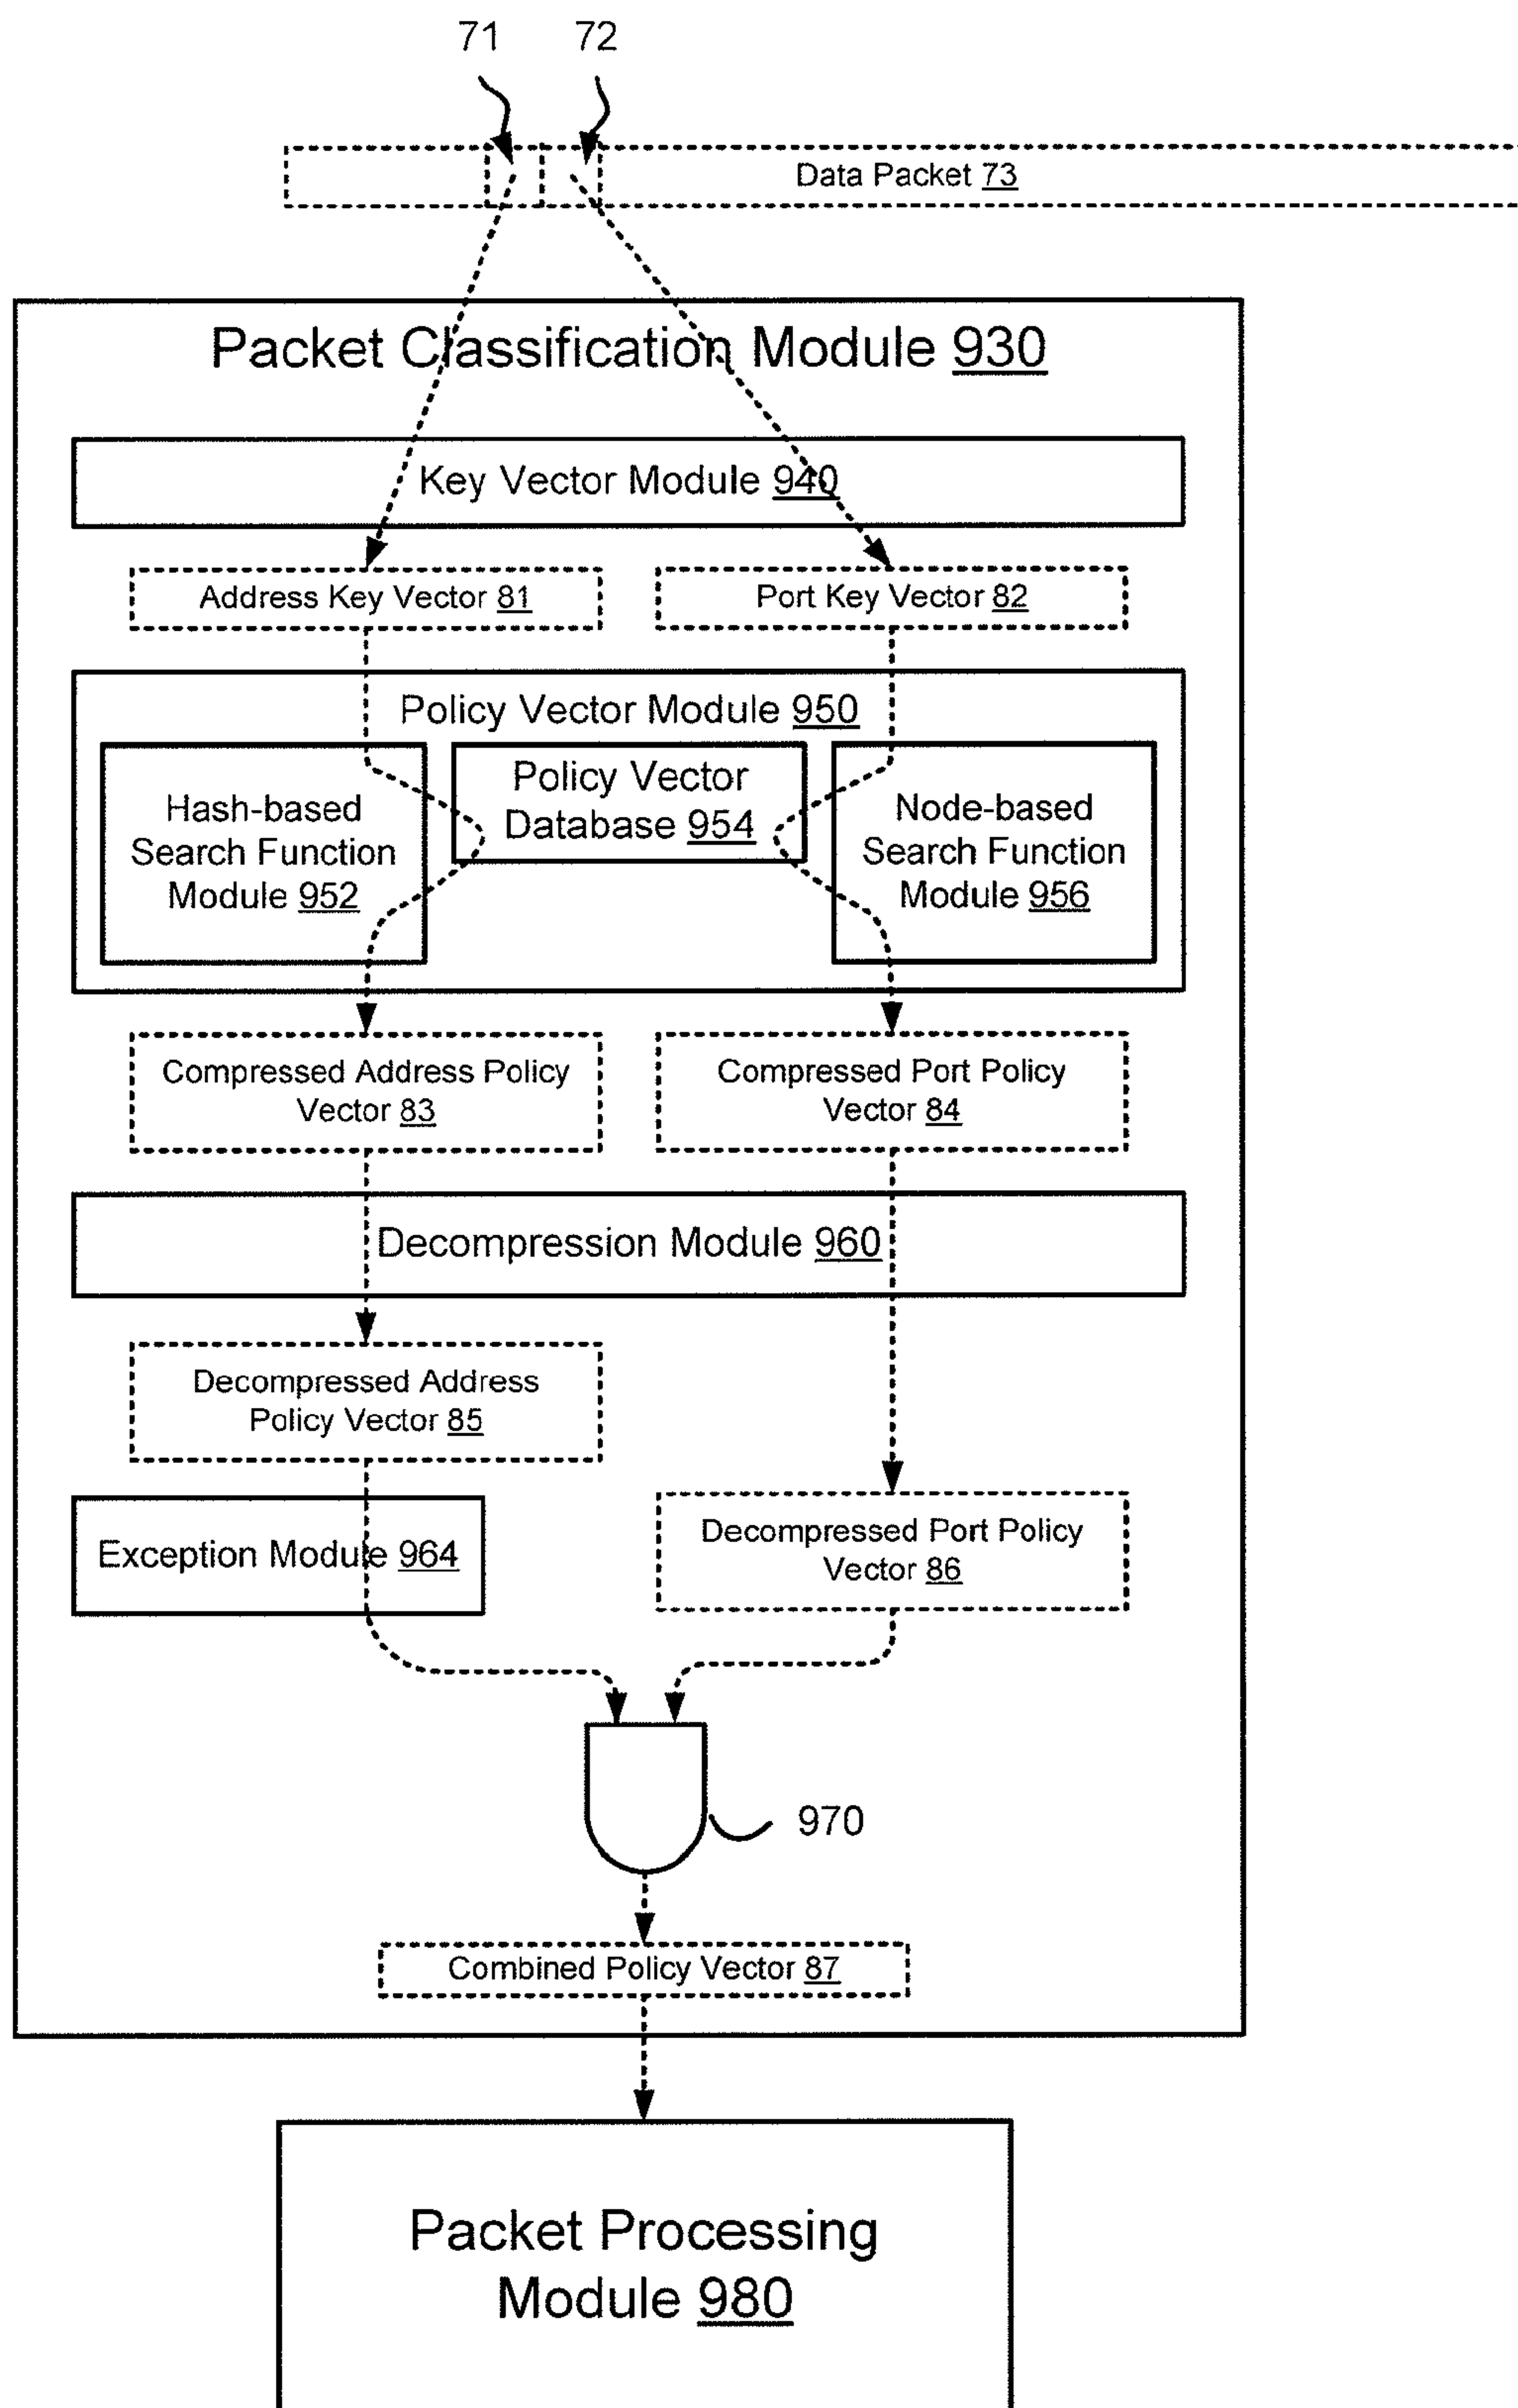 71 72
Data Packet 73
Packet Classification Module 930
Key Vector Module 940
Address Key Vector 81
Port Key Vector 82
Policy Vector Module 950
Hash-based
Search Function
Module 952
Policy Vector
Database 954
Node-based
Search Function
Module 956
Compressed Address Policy
Vector 83
Compressed Port Policy
Vector 84
Decompression Module 960
Decompressed Address
Policy Vector 85
Exception Module 964
Decompressed Port Policy
Vector 86
970
Combined Policy Vector 87
Packet Processing
Module 980